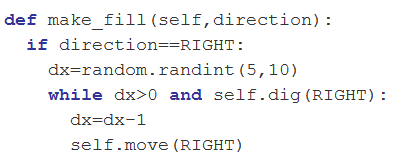 def make_fill(self,direction):
  if direction==RIGHT:
    dx=random.randint(5,10)
    while dx>0 and self.dig(RIGHT):
      dx=dx-1
      self.move(RIGHT)